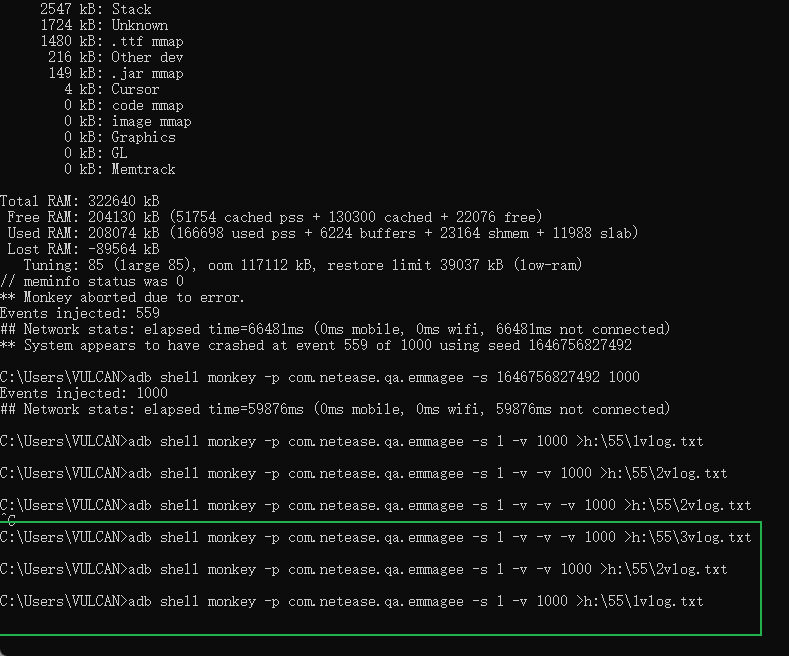 2547 kB: Stack
1724 kB: Unknown
1480 kB: .ttf mmap
216 kB: Other dev
149 kB: .jar mmap
4 kB: Cursor
0 kB: code mmap
0 kB: image mmap
0 kB: Graphics
0 kB: GL
0 kB: Memtrack
Total RAM: 322640 kB
Free RAM: 204130 kB (51754 cached pss + 130300 cached + 22076 free)
Used RAM: 208074 kB (166698 used pss + 6224 buffers + 23164 shmem + 11988 slab)
Lost RAM: -89564 kB
Tuning: 85 (large 85), oom 117112 kB, restore limit 39037 kB (low-ram)
// meminfo status was 0
** Monkey aborted due to error.
Events injected: 559
## Network stats: elapsed time=66481ms (0ms mobile, 0ms wifi, 66481ms not connected)
** System appears to have crashed at event 559 of 1000 using seed 1646756827492
C:\Users\VULCAN>adb shell monkey -p com.netease.qa.emmagee -s 1646756827492 1000
Events injected: 1000
## Network stats: elapsed time=59876ms (0ms mobile, 0ms wifi, 59876ms not connected)
C:\Users\VULCAN>adb shell monkey -p com.netease.qa.emmagee -s 1 -v 1000 >h:\55\1vlog.txt
C:\Users\VULCAN>adb shell monkey -p com.netease.qa.emmagee -s 1 -v -v 1000 >h:\55\2vlog.txt
C:\Users\VULCAN>adb shell monkey -p com.netease.qa.emmagee -s 1 -v -v -v 1000 >h:\55\2vlog.txt
^C
C:\Users\VULCAN>adb shell monkey -p com.netease.qa.emmagee -s 1 -v -v -v 1000 >h:\55\3vlog.txt
C:\Users\VULCAN>adb shell monkey -p com.netease.qa.emmagee -s 1 -v -v 1000 >h:\55\2vlog.txt
C:\Users\VULCAN>adb shell monkey -p com.netease.qa.emmagee -s 1 -v 1000 >h:\55\1vlog.txt